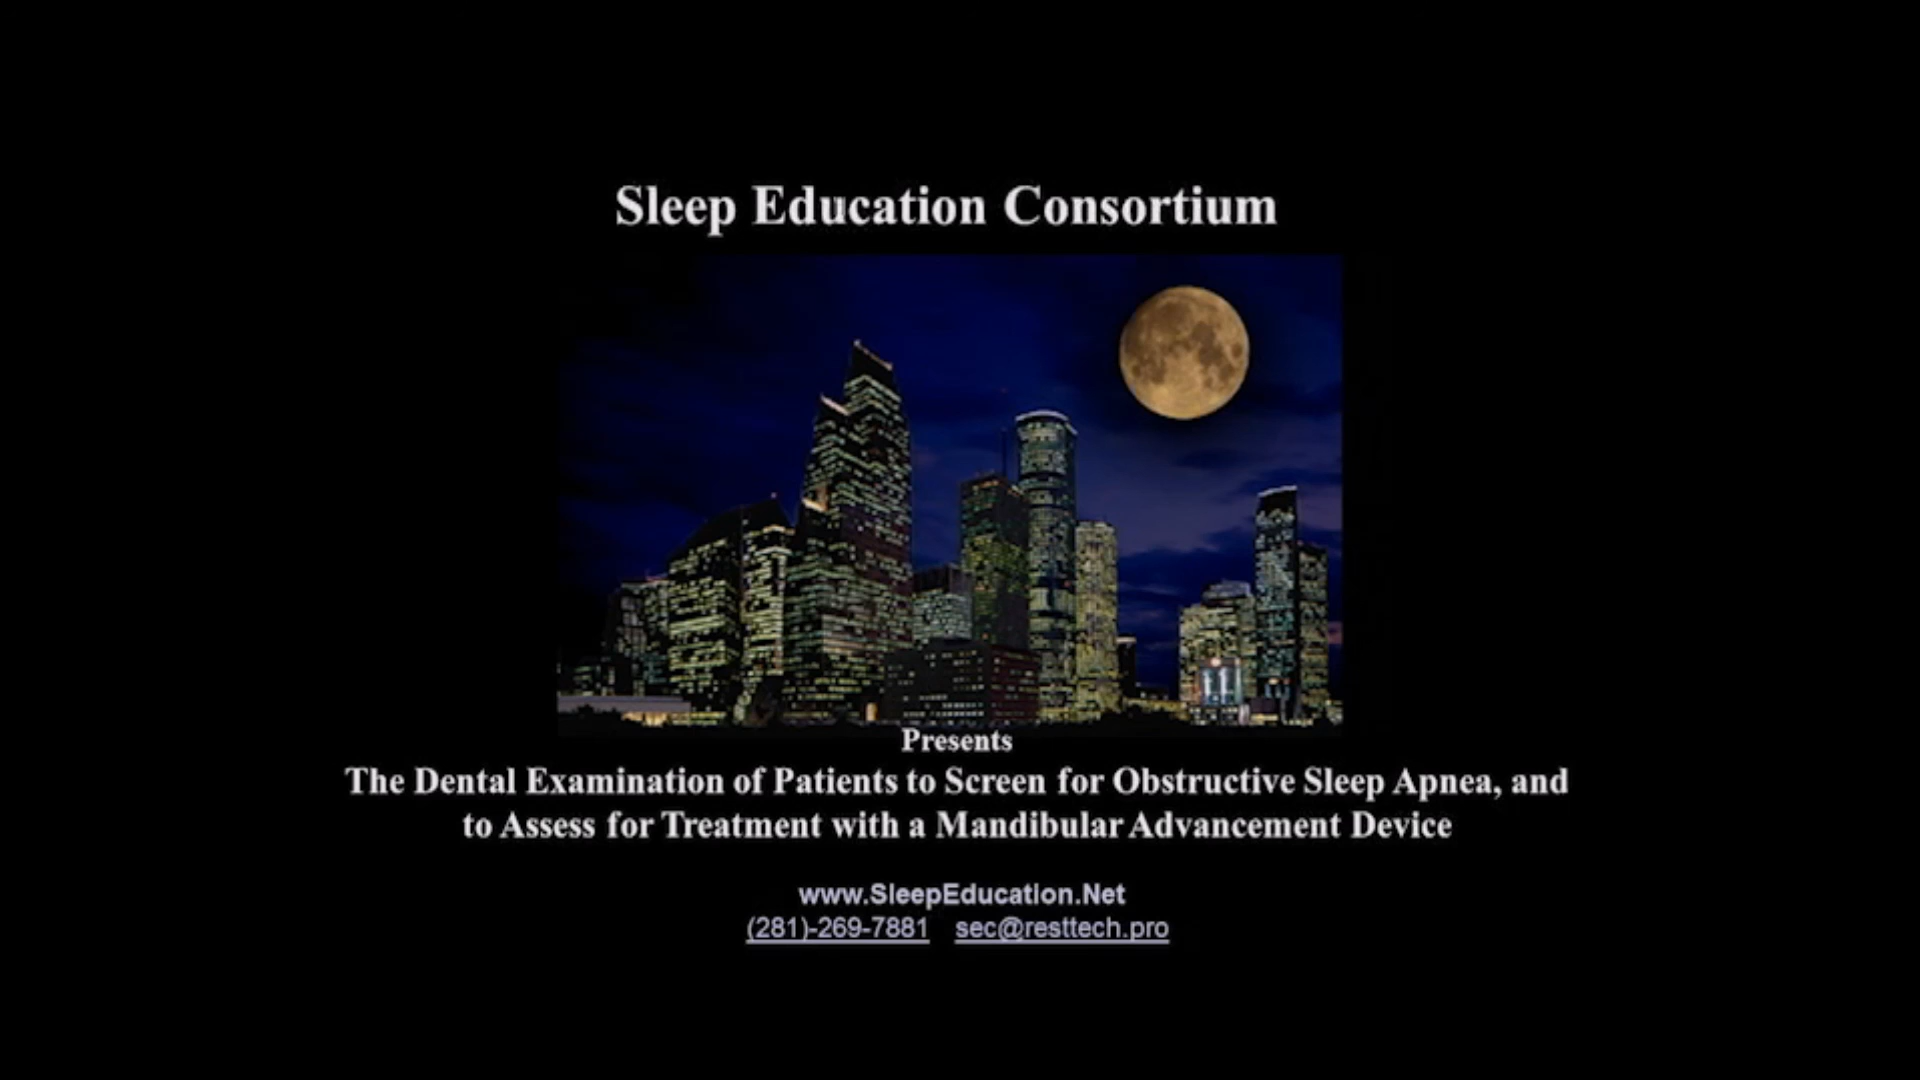 Sleep Education Consortium
Presents
The Dental Examination of Patients to Screen for Obstructive Sleep Apnea, and
to Assess for Treatment with a Mandibular Advancement Device
www.SleepEducation.Net
(281)-269-7881 sec@resttech.pro